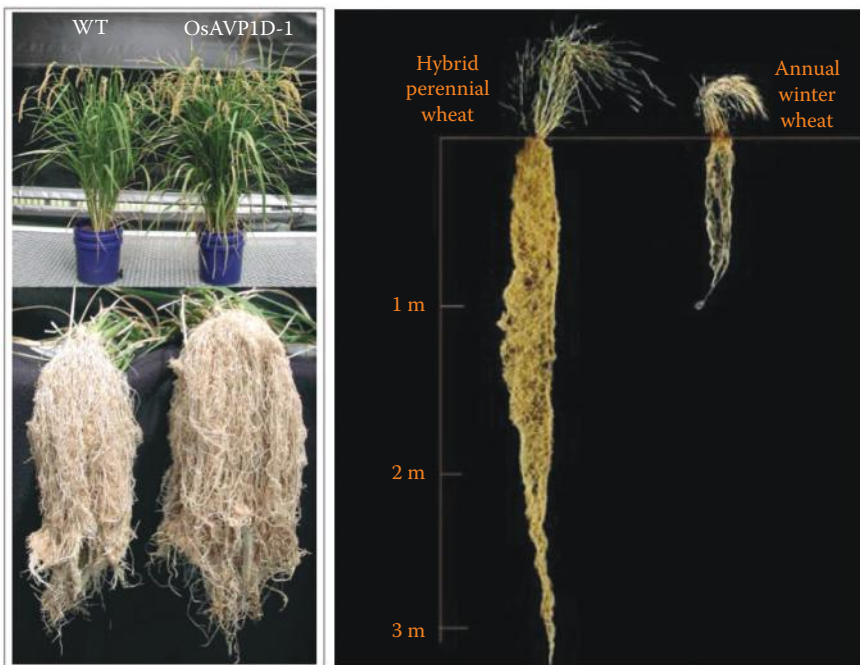 WT
OsAVP1D-1
Hybrid
perennial
wheat
Annual
winter
wheat
1 m
2 m
3 m